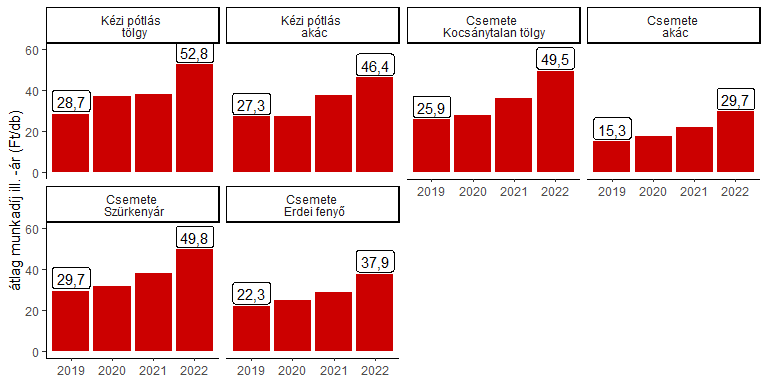 Kézi pótlás
tölgy
Kézi pótlás
akác
Csemete
Kocsánytalan tölgy
Csemete
akác
60
40
20
0
28,7
52,8
27,3
46,4
25,9
49,5
15,3
29,7
2019 2020 2021 2022
2019 2020 2021 2022
átlag munkadíj ill. -ár (Ft/db)
Csemete
Szürkenyár
Csemete
Erdei fenyő
60
40
20
0
29,7
49,8
22,3
37,9
2019 2020 2021 2022
2019 2020 2021 2022